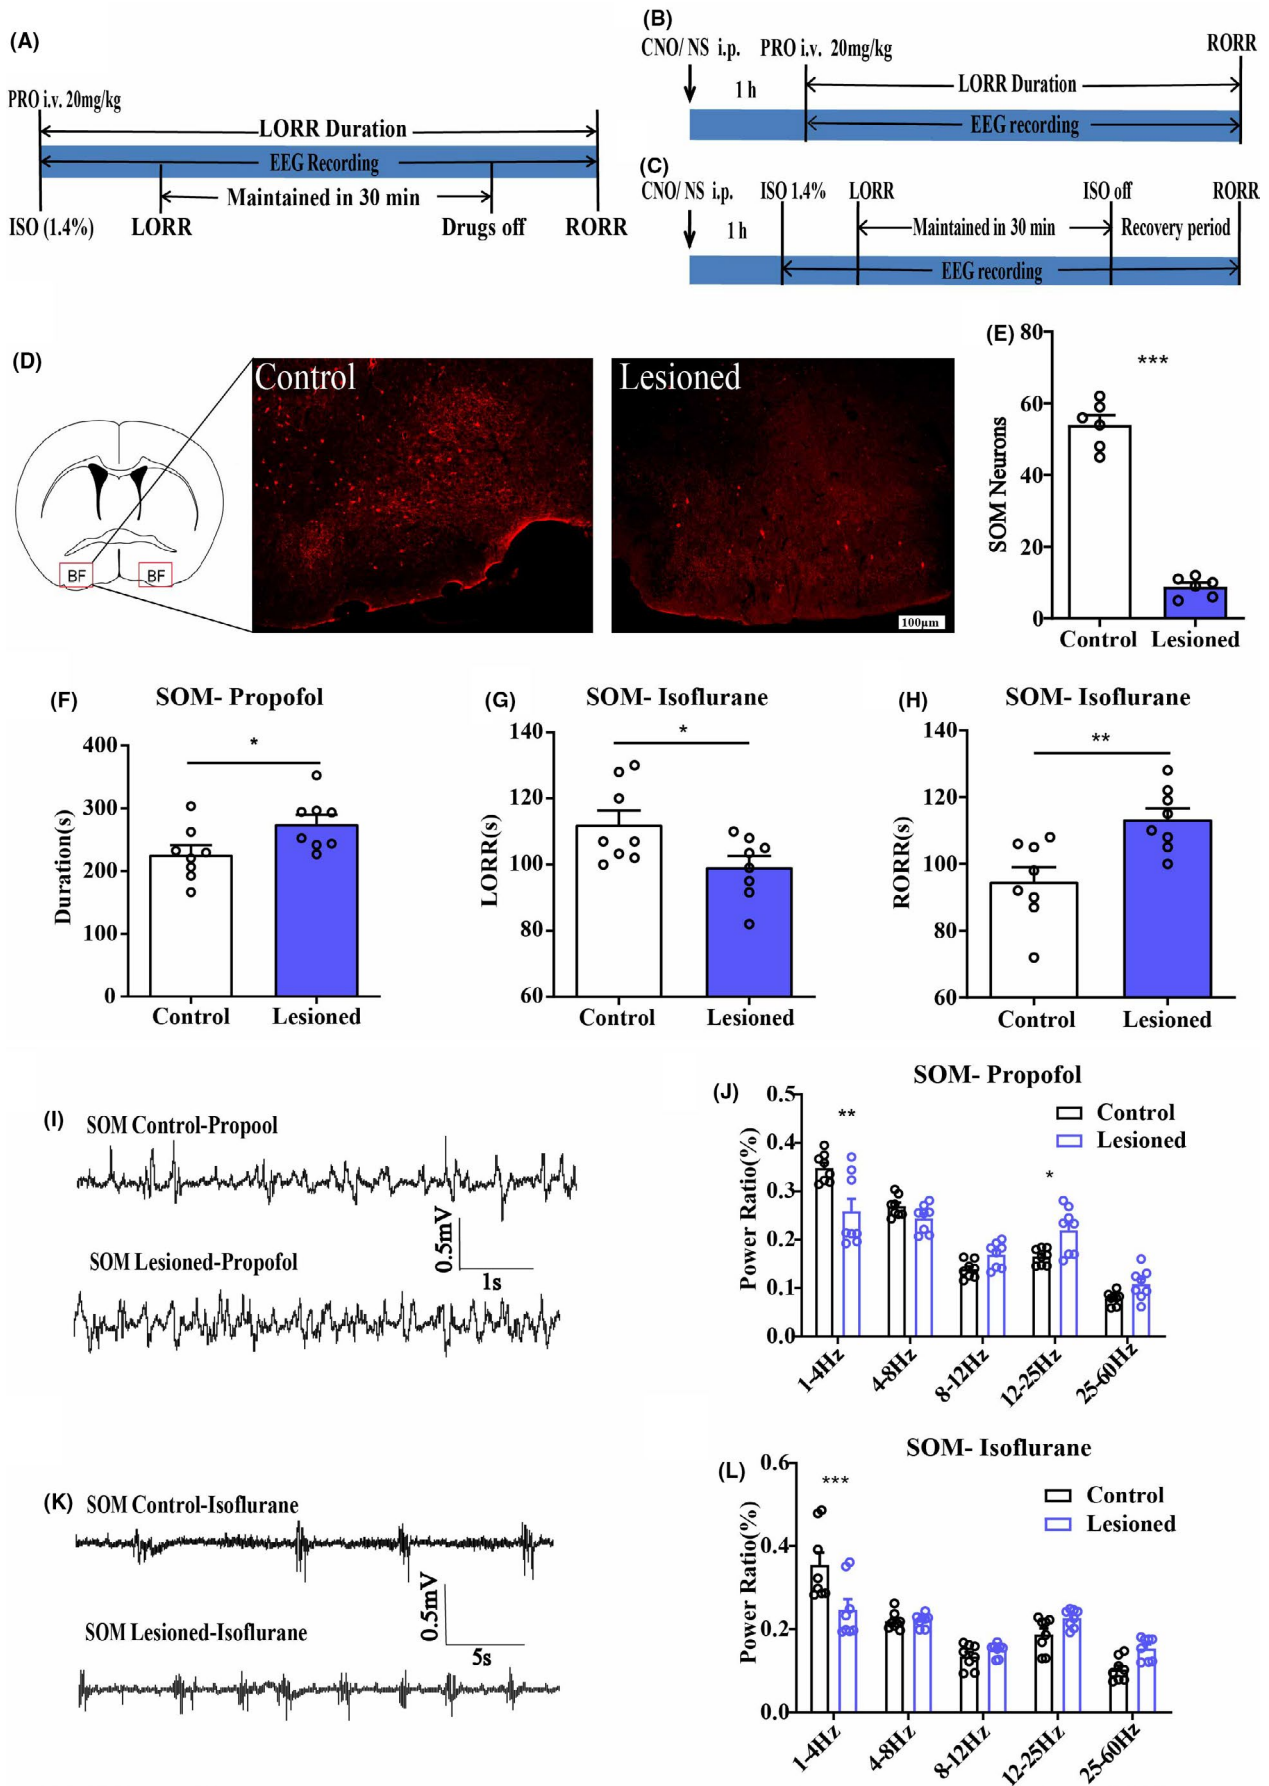 (A)
PRO i.v. 20mg/kg
LORR Duration
EEG Recording
Maintained in 30 min
ISO (1.4%) LORR Drugs off RORR
(B)
CNO/ NS i.p. PRO i.v. 20mg/kg RORR
1 h
LORR Duration
EEG recording
(C)
CNO/ NS i.p. ISO 1.4% LORR ISO off RORR
1 h
Maintained in 30 min
Recovery period
EEG recording
(D)
BF
BF
Control
Lesioned
100μm
(E)
SOM Neurons
80
60
40
20
0
***
Control Lesioned
(F)
SOM- Propofol
Duration(s)
400
300
200
100
0
*
Control Lesioned
(G)
SOM- Isoflurane
LORR(s)
140
120
100
80
60
*
Control Lesioned
(H)
SOM- Isoflurane
RORR(s)
140
120
100
80
60
**
Control Lesioned
(I)
SOM Control-Propool
0.5mV
1s
SOM Lesioned-Propofol
(J)
SOM- Propofol
Power Ratio(%)
0.5
0.4
0.3
0.2
0.1
0.0
**
*
Control
Lesioned
1-4Hz
4-8Hz
8-12Hz
12-25Hz
25-60Hz
(K)
SOM Control-Isoflurane
0.5mV
5s
SOM Lesioned-Isoflurane
(L)
SOM- Isoflurane
Power Ratio(%)
0.6
0.4
0.2
0.0
***
Control
Lesioned
1-4Hz
4-8Hz
8-12Hz
12-25Hz
25-60Hz